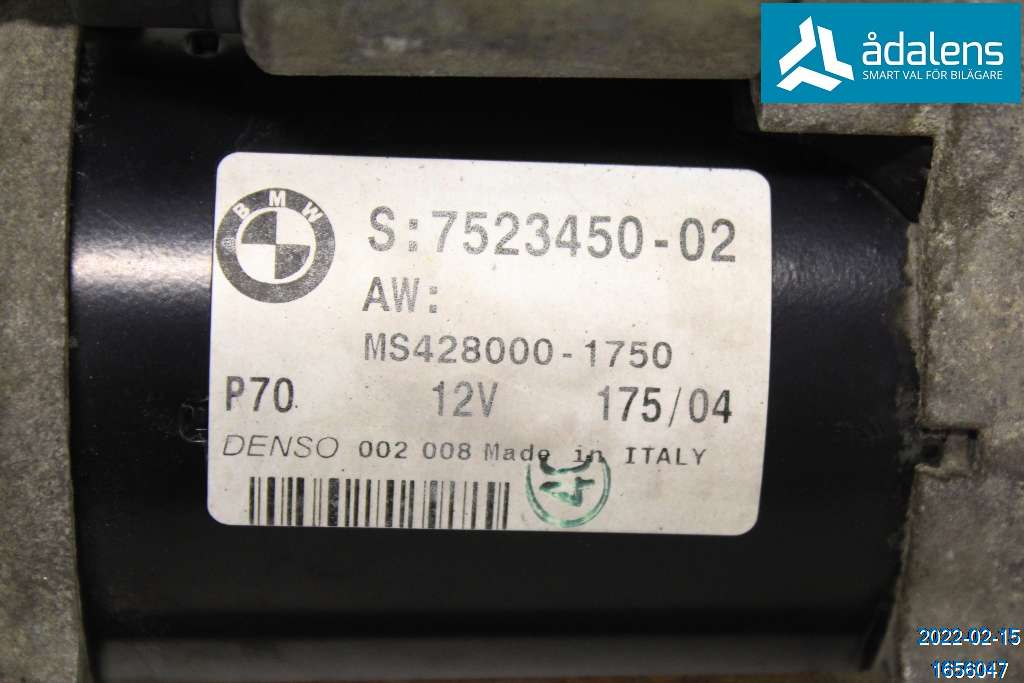 ådalens
SMART VAL FÖR BILÄGARE
BMW
S:7523450-02
AW:
MS428000-1750
P70 12V 175/04
DENSO 002 008 Made in ITALY
2022-02-15
1656047